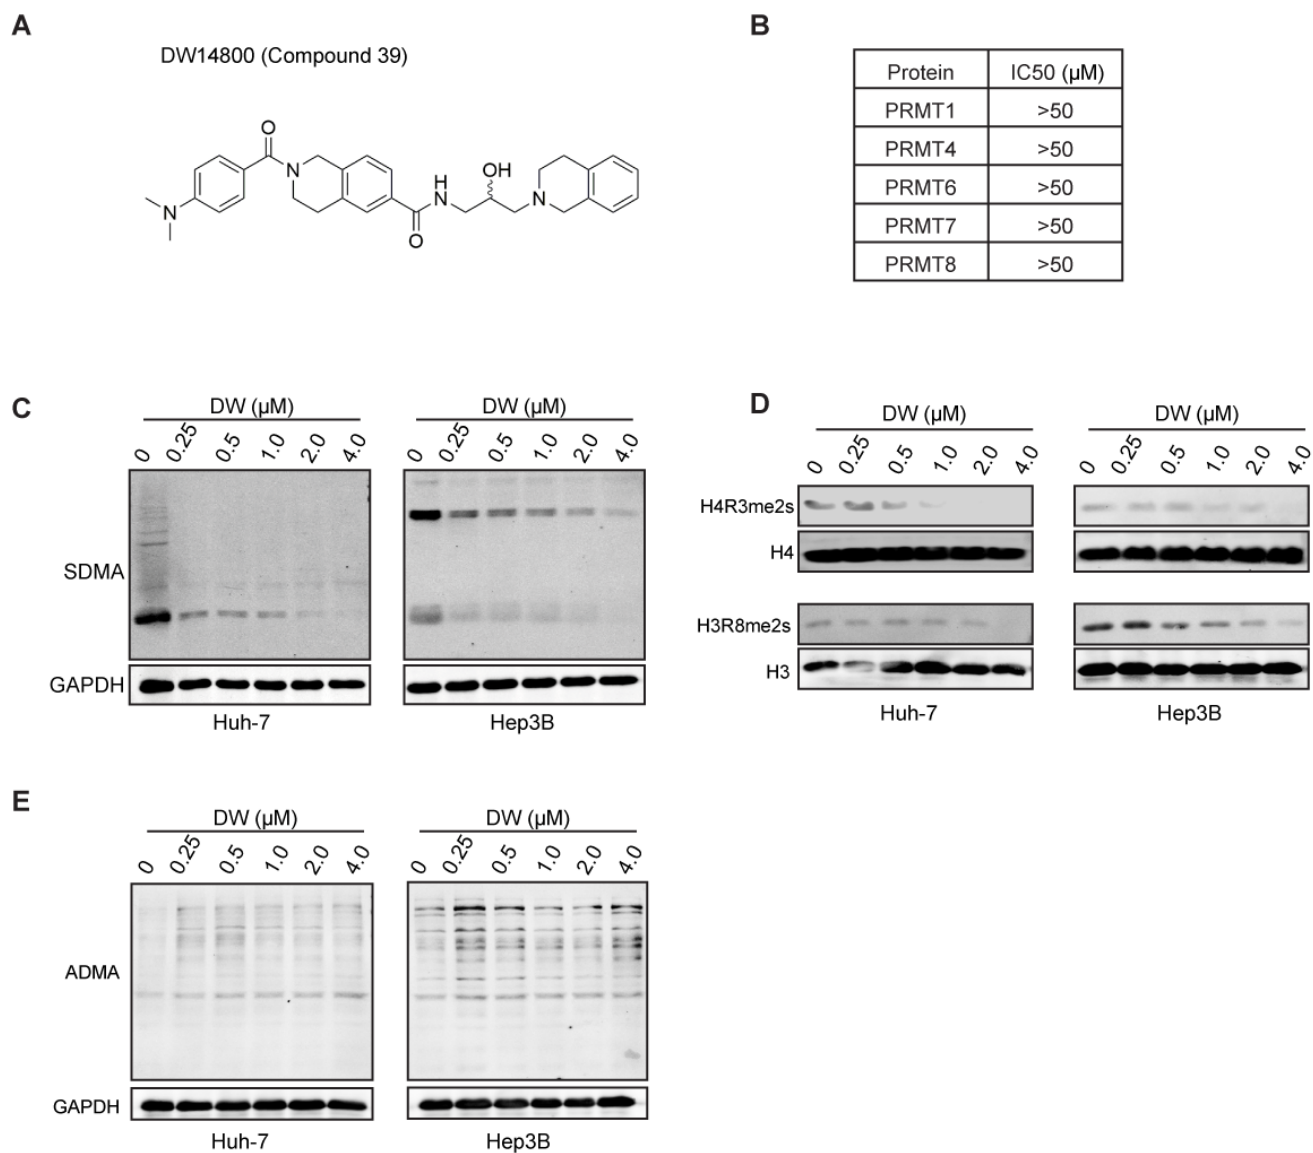 A
DW14800 (Compound 39)
O
N
N
O
H
N
OH
N
B
Protein IC50 (µM)
PRMT1 >50
PRMT4 >50
PRMT6 >50
PRMT7 >50
PRMT8 >50
C
DW (µM) DW (µM)
0 0.25 0.5 1.0 2.0 4.0 0 0.25 0.5 1.0 2.0 4.0
SDMA
GAPDH
Huh-7 Hep3B
D
DW (µM) DW (µM)
0 0.25 0.5 1.0 2.0 4.0 0 0.25 0.5 1.0 2.0 4.0
H4R3me2s
H4
H3R8me2s
H3
Huh-7 Hep3B
E
DW (µM) DW (µM)
0 0.25 0.5 1.0 2.0 4.0 0 0.25 0.5 1.0 2.0 4.0
ADMA
GAPDH
Huh-7 Hep3B